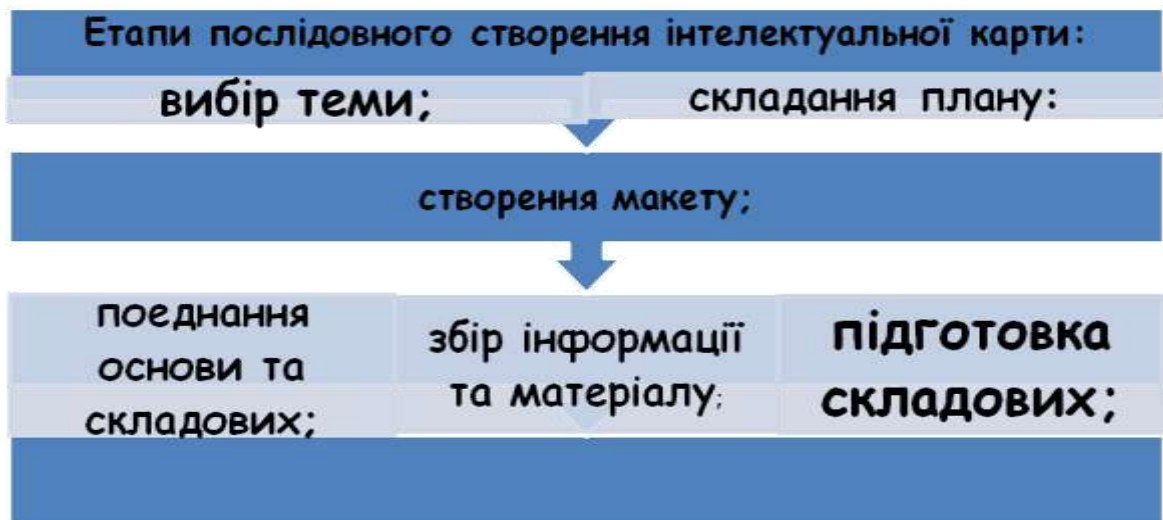 Етапи послідовного створення інтелектуальної карти:
вибір теми;
складання плану:
створення макету;
поєднання
основи та
складових;
збір інформації
та матеріалу;
підготовка
складових;